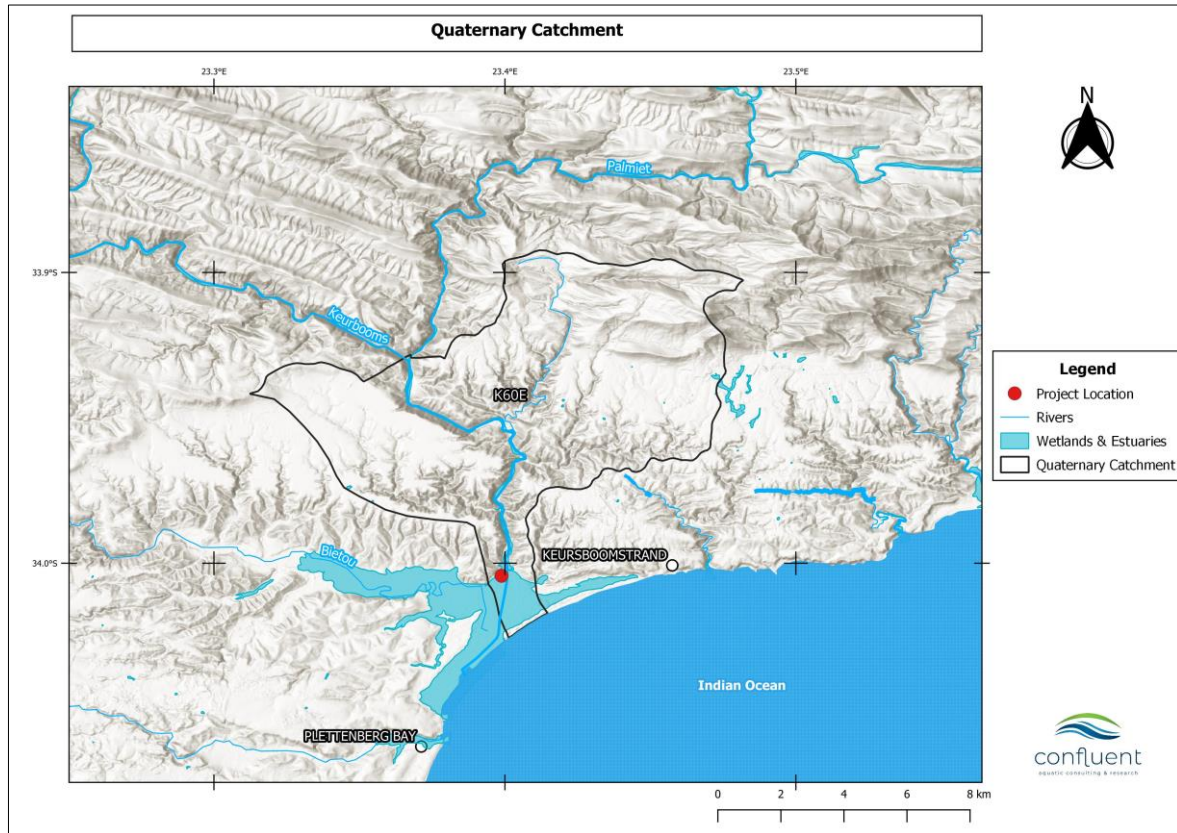 Quaternary Catchment
23.3°E
23.4°E
23.5°E
N
Palmiet
33.9°S
Keurbooms
K60E
Legend
Project Location
Rivers
Wetlands & Estuaries
Quaternary Catchment
34.0°S
Bietou
KEURSBOOMSTRAND
Indian Ocean
PLETTENBERG BAY
confluent
aquatic consulting & research
0 2 4 6 8 km